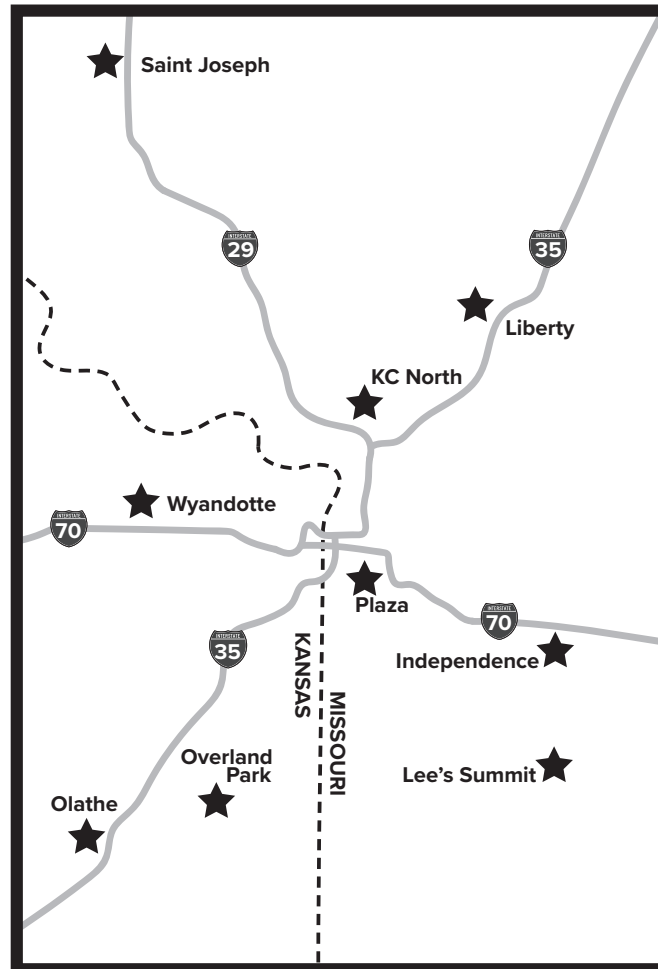 Saint Joseph
INTERSTATE
29
INTERSTATE
35
Liberty
KC North
Wyandotte
INTERSTATE
70
Plaza
INTERSTATE
70
INTERSTATE
35
KANSAS
MISSOURI
Independence
Overland
Park
Lee's Summit
Olathe